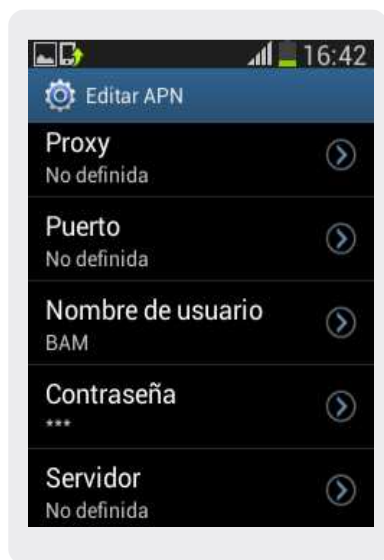 16:42
Editar APN
Proxy
No definida
Puerto
No definida
Nombre de usuario
BAM
Contraseña
***
Servidor
No definida